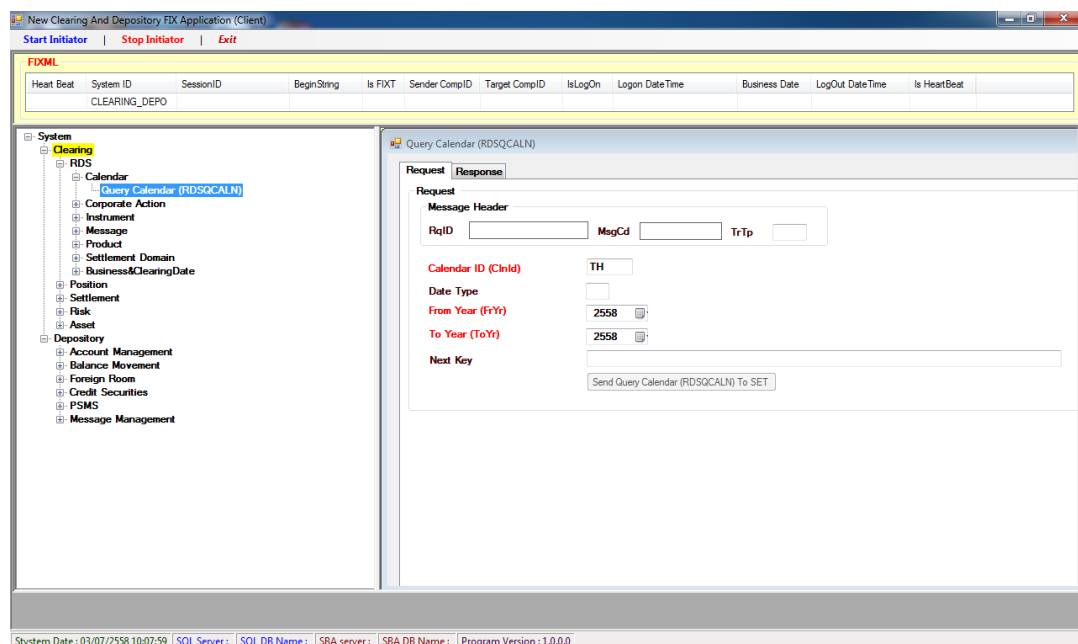 New Clearing And Depository FIX Application (Client)
Start Initiator | Stop Initiator | Exit
FIXML
Heart Beat System ID SessionID BeginString Is FIXT Sender CompID Target CompID IsLogOn Logon DateTime Business Date LogOut DateTime Is HeartBeat
CLEARING_DEPO
System
Clearing
RDS
Calendar
Query Calendar (RDSQCALN)
Corporate Action
Instrument
Message
Product
Settlement Domain
Business&ClearingDate
Position
Settlement
Risk
Asset
Depository
Account Management
Balance Movement
Foreign Room
Credit Securities
PSMS
Message Management
Query Calendar (RDSQCALN)
Request Response
Request
Message Header
RqID MsgCd TrTp
Calendar ID (ClnId) TH
Date Type
From Year (FrYr) 2558
To Year (ToYr) 2558
Next Key
Send Query Calendar (RDSQCALN) To SET
Stystem Date : 03/07/2558 10:07:59 SQL Server : SQL DB Name : SBA server : SBA DB Name : Program Version : 1.0.0.0